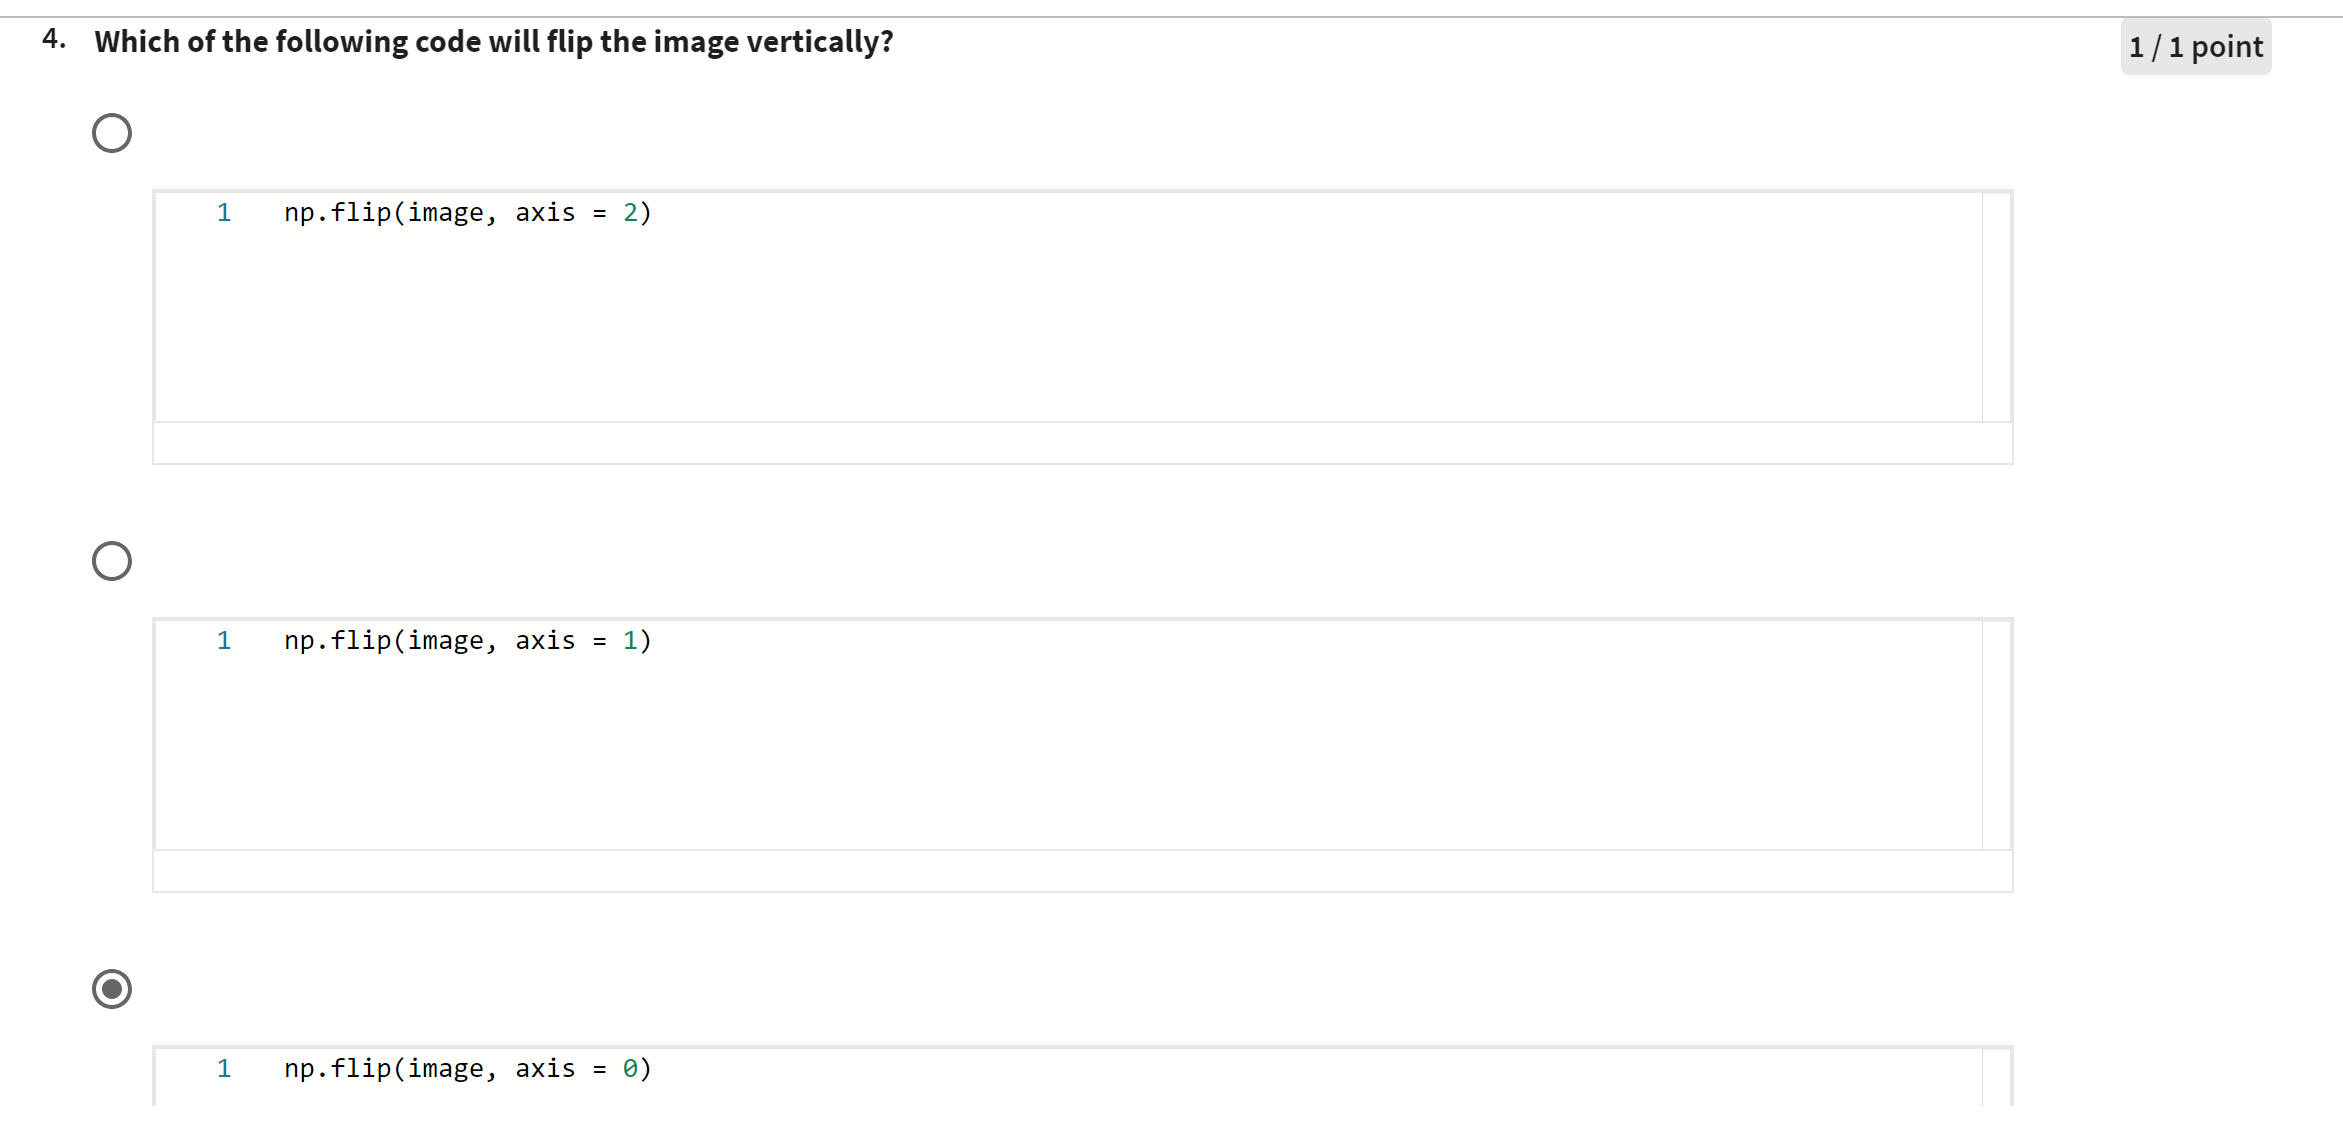 4. Which of the following code will flip the image vertically?
1 / 1 point
1 np.flip(image, axis = 2)
1 np.flip(image, axis = 1)
1 np.flip(image, axis = 0)